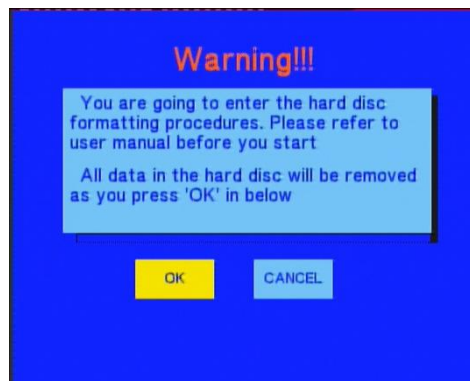 Warning!!!
You are going to enter the hard disc
formatting procedures. Please refer to
user manual before you start
All data in the hard disc will be removed
as you press 'OK' in below
OK
CANCEL